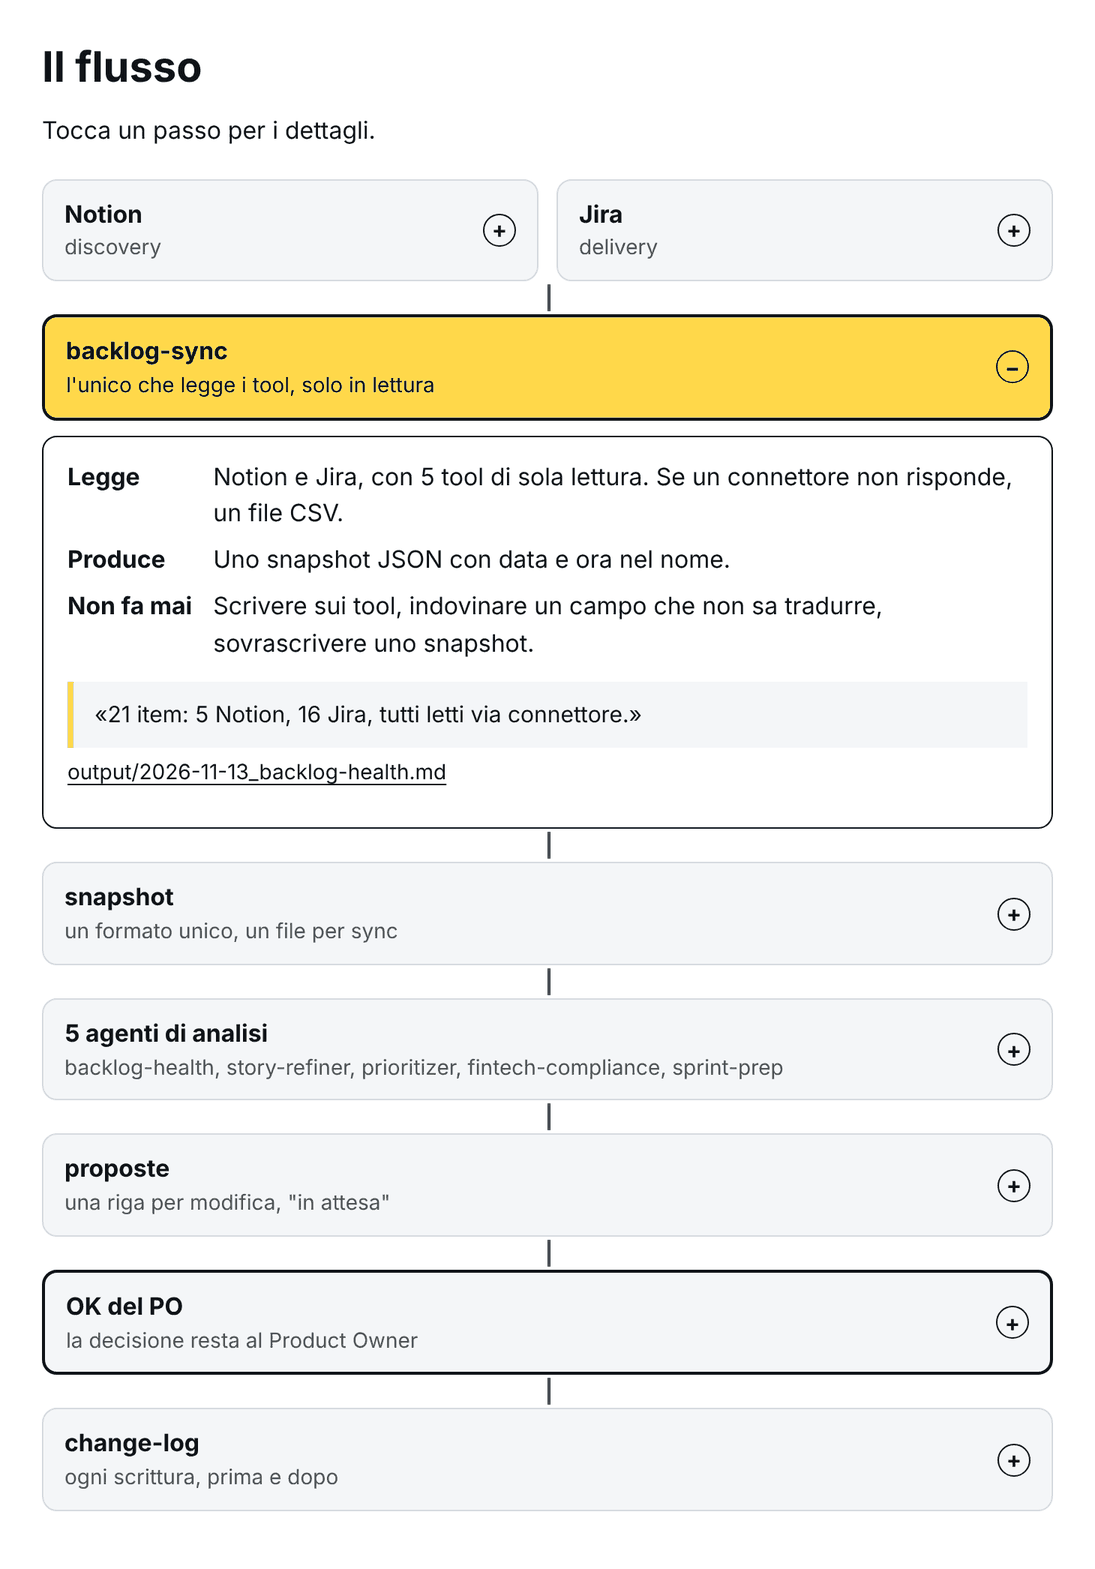 Il flusso
Tocca un passo per i dettagli.
Notion
discovery
+
Jira
delivery
+
backlog-sync
l'unico che legge i tool, solo in lettura
–
Legge
Notion e Jira, con 5 tool di sola lettura. Se un connettore non risponde,
un file CSV.
Produce
Uno snapshot JSON con data e ora nel nome.
Non fa mai
Scrivere sui tool, indovinare un campo che non sa tradurre,
sovrascrivere uno snapshot.
«21 item: 5 Notion, 16 Jira, tutti letti via connettore.»
output/2026-11-13_backlog-health.md
snapshot
un formato unico, un file per sync
+
5 agenti di analisi
backlog-health, story-refiner, prioritizer, fintech-compliance, sprint-prep
+
proposte
una riga per modifica, "in attesa"
+
OK del PO
la decisione resta al Product Owner
+
change-log
ogni scrittura, prima e dopo
+